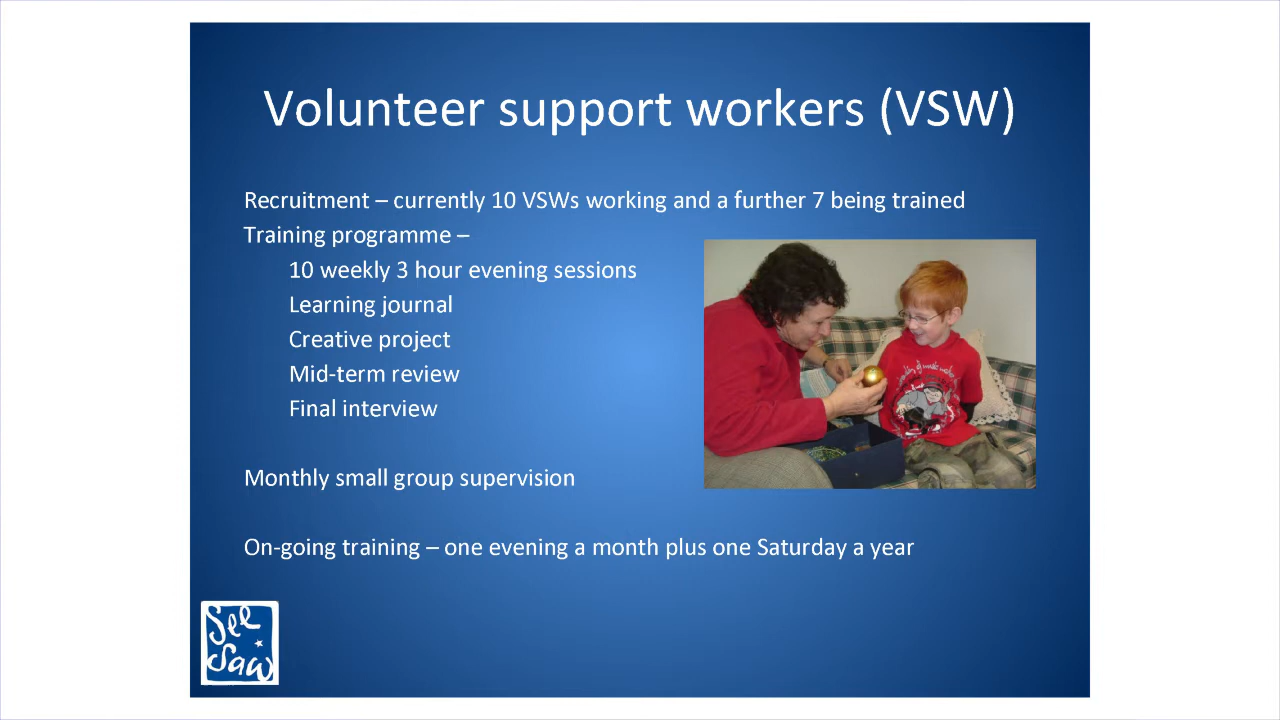 Volunteer support workers (VSW)
Recruitment – currently 10 VSWs working and a further 7 being trained
Training programme –
10 weekly 3 hour evening sessions
Learning journal
Creative project
Mid-term review
Final interview
Monthly small group supervision
On-going training – one evening a month plus one Saturday a year
See
Saw